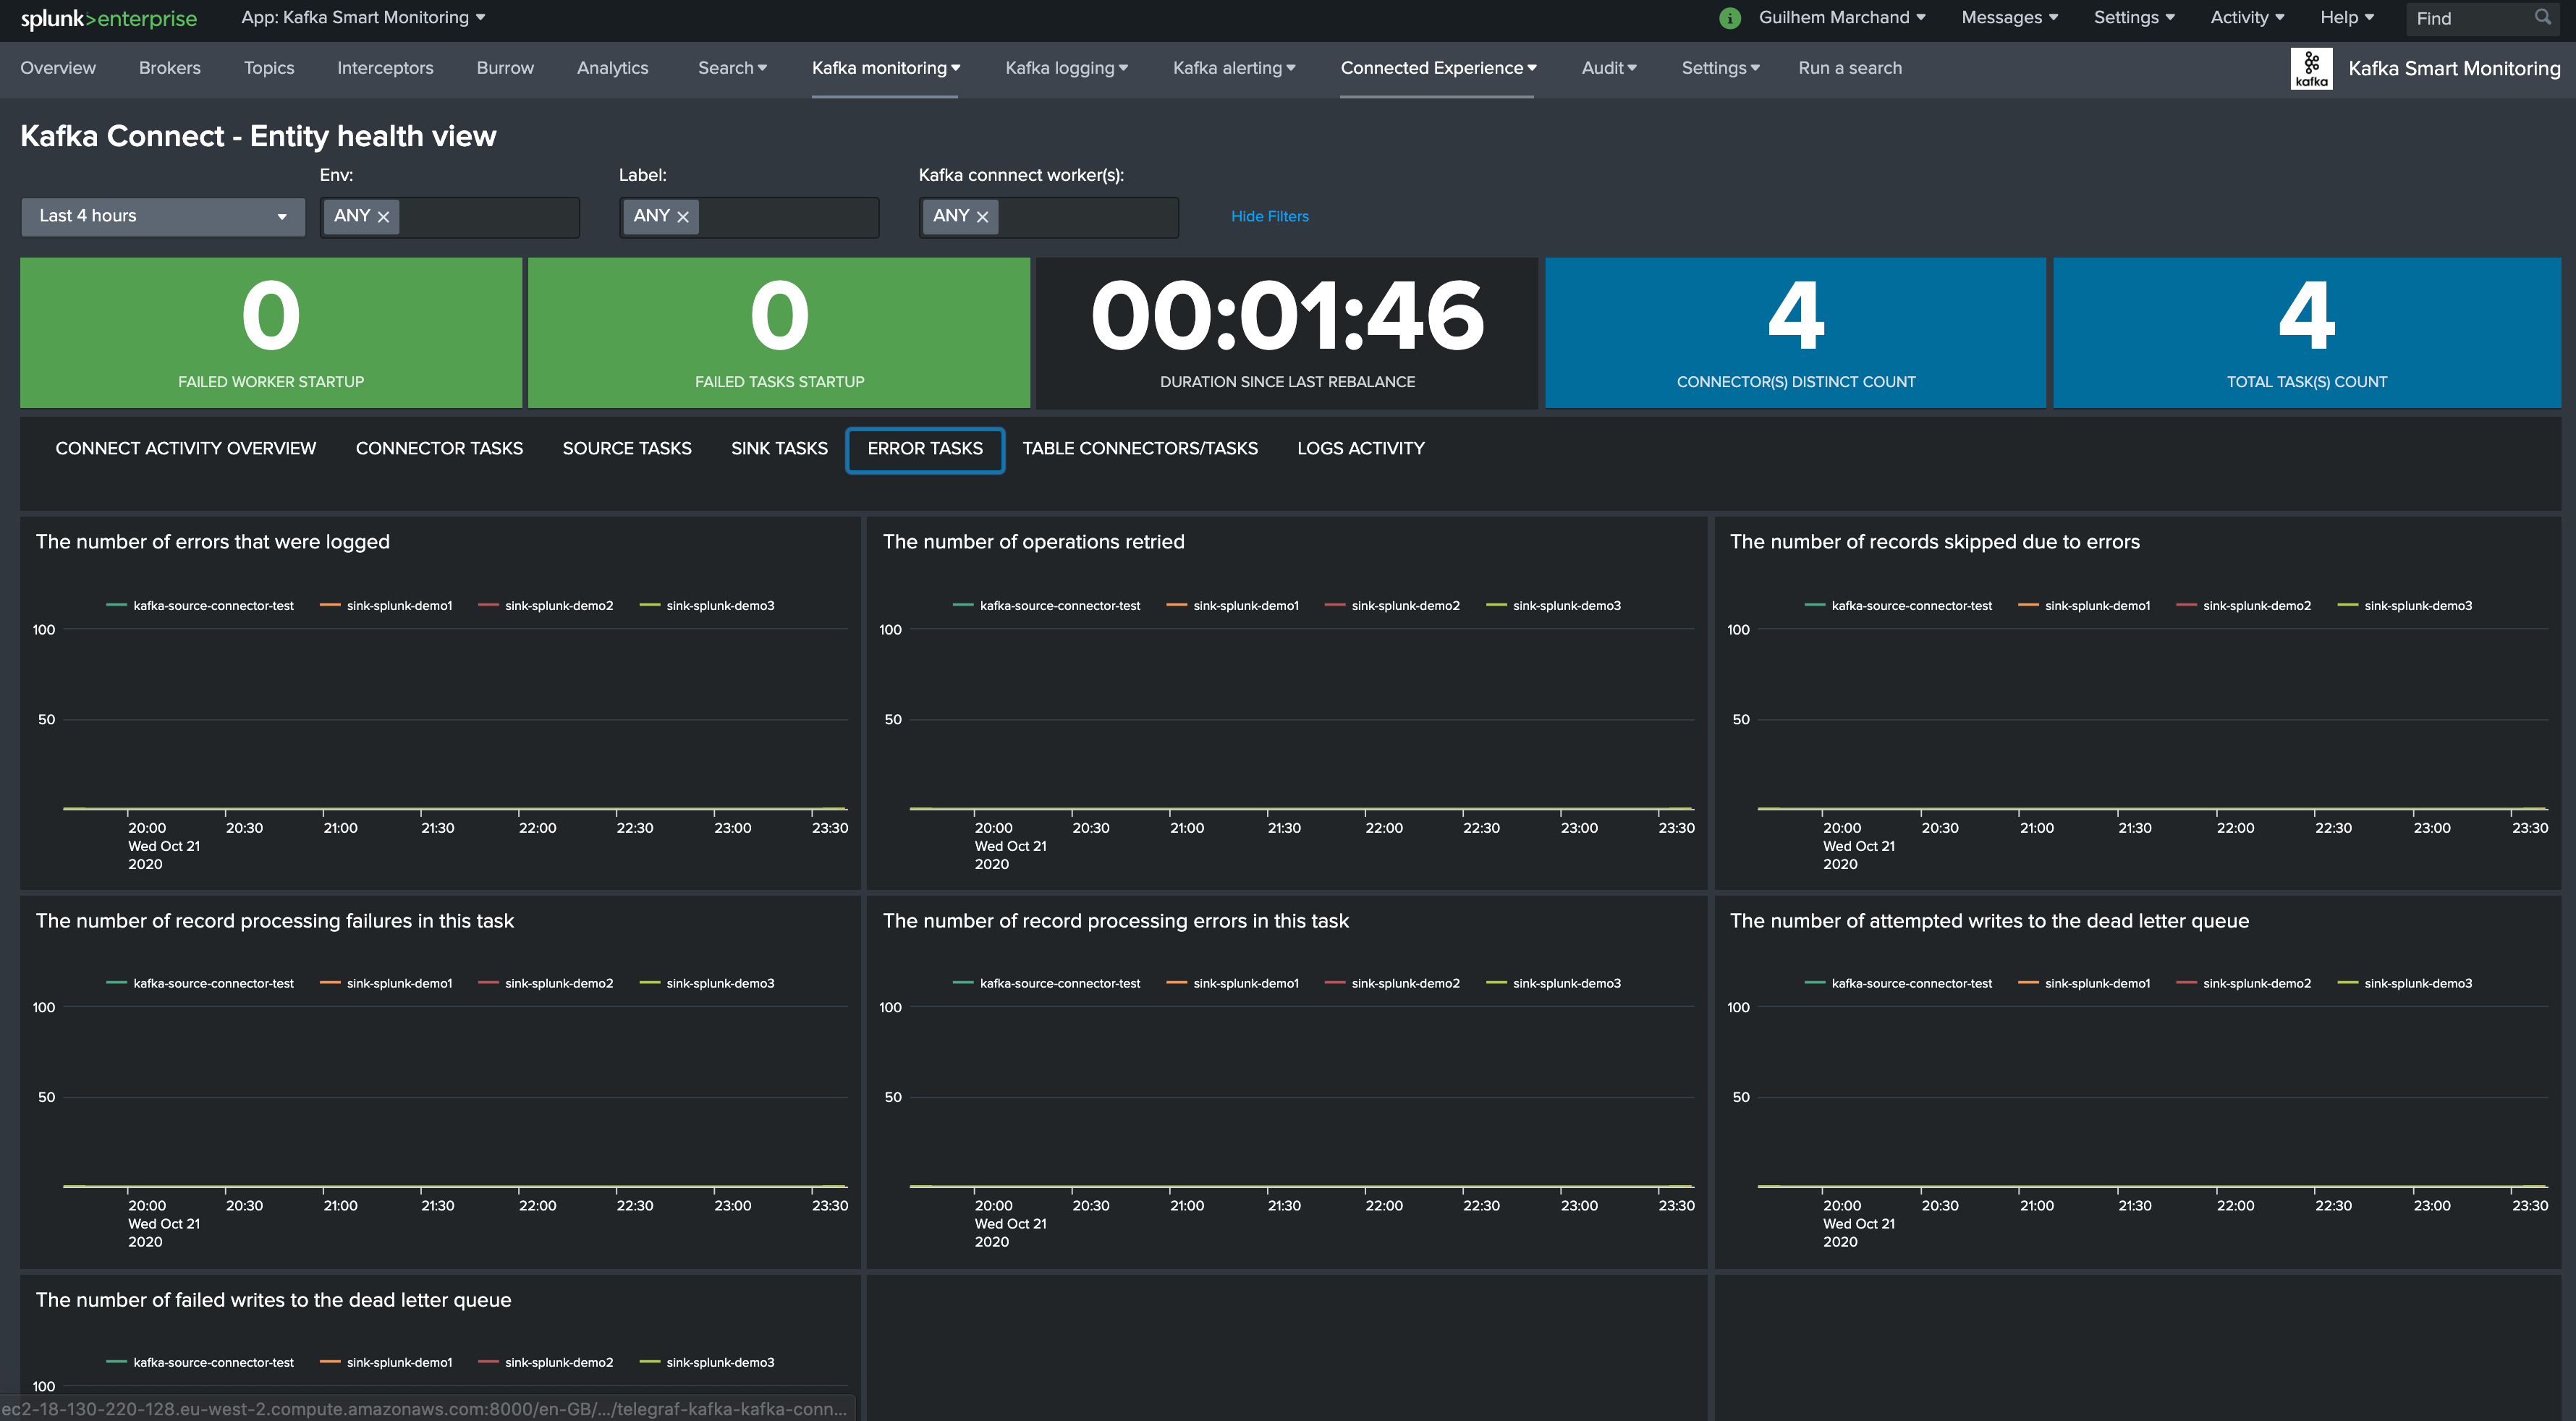 splunk>enterprise App: Kafka Smart Monitoring i Guilhem Marchand Messages Settings Activity Help Find
Overview Brokers Topics Interceptors Burrow Analytics Search Kafka monitoring Kafka logging Kafka alerting Connected Experience Audit Settings Run a search kafka Kafka Smart Monitoring
Kafka Connect - Entity health view
Env: Label: Kafka connnect worker(s):
Last 4 hours ANY ANY ANY Hide Filters
0 0 00:01:46 4 4
FAILED WORKER STARTUP FAILED TASKS STARTUP DURATION SINCE LAST REBALANCE CONNECTOR(S) DISTINCT COUNT TOTAL TASK(S) COUNT
CONNECT ACTIVITY OVERVIEW CONNECTOR TASKS SOURCE TASKS SINK TASKS ERROR TASKS TABLE CONNECTORS/TASKS LOGS ACTIVITY
The number of errors that were logged
kafka-source-connector-test sink-splunk-demo1 sink-splunk-demo2 sink-splunk-demo3
100
50
20:00 20:30 21:00 21:30 22:00 22:30 23:00 23:30
Wed Oct 21
2020
The number of operations retried
kafka-source-connector-test sink-splunk-demo1 sink-splunk-demo2 sink-splunk-demo3
100
50
20:00 20:30 21:00 21:30 22:00 22:30 23:00 23:30
Wed Oct 21
2020
The number of records skipped due to errors
kafka-source-connector-test sink-splunk-demo1 sink-splunk-demo2 sink-splunk-demo3
100
50
20:00 20:30 21:00 21:30 22:00 22:30 23:00 23:30
Wed Oct 21
2020
The number of record processing failures in this task
kafka-source-connector-test sink-splunk-demo1 sink-splunk-demo2 sink-splunk-demo3
100
50
20:00 20:30 21:00 21:30 22:00 22:30 23:00 23:30
Wed Oct 21
2020
The number of record processing errors in this task
kafka-source-connector-test sink-splunk-demo1 sink-splunk-demo2 sink-splunk-demo3
100
50
20:00 20:30 21:00 21:30 22:00 22:30 23:00 23:30
Wed Oct 21
2020
The number of attempted writes to the dead letter queue
kafka-source-connector-test sink-splunk-demo1 sink-splunk-demo2 sink-splunk-demo3
100
50
20:00 20:30 21:00 21:30 22:00 22:30 23:00 23:30
Wed Oct 21
2020
The number of failed writes to the dead letter queue
kafka-source-connector-test sink-splunk-demo1 sink-splunk-demo2 sink-splunk-demo3
100
ec2-18-130-220-128.eu-west-2.compute.amazonaws.com:8000/en-GB/.../telegraf-kafka-kafka-conn...